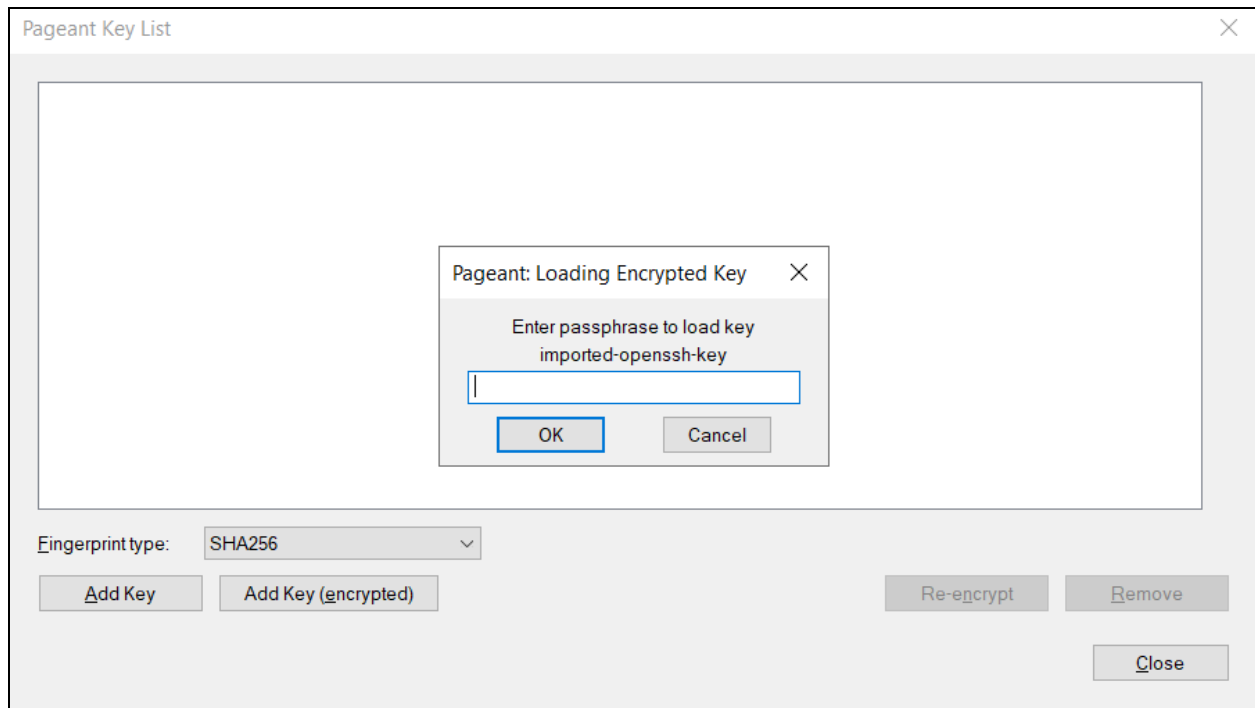 Pageant Key List
Pageant: Loading Encrypted Key
Enter passphrase to load key
imported-openssh-key
OK Cancel
Fingerprint type: SHA256
Add Key Add Key (encrypted) Re-encrypt Remove
Close